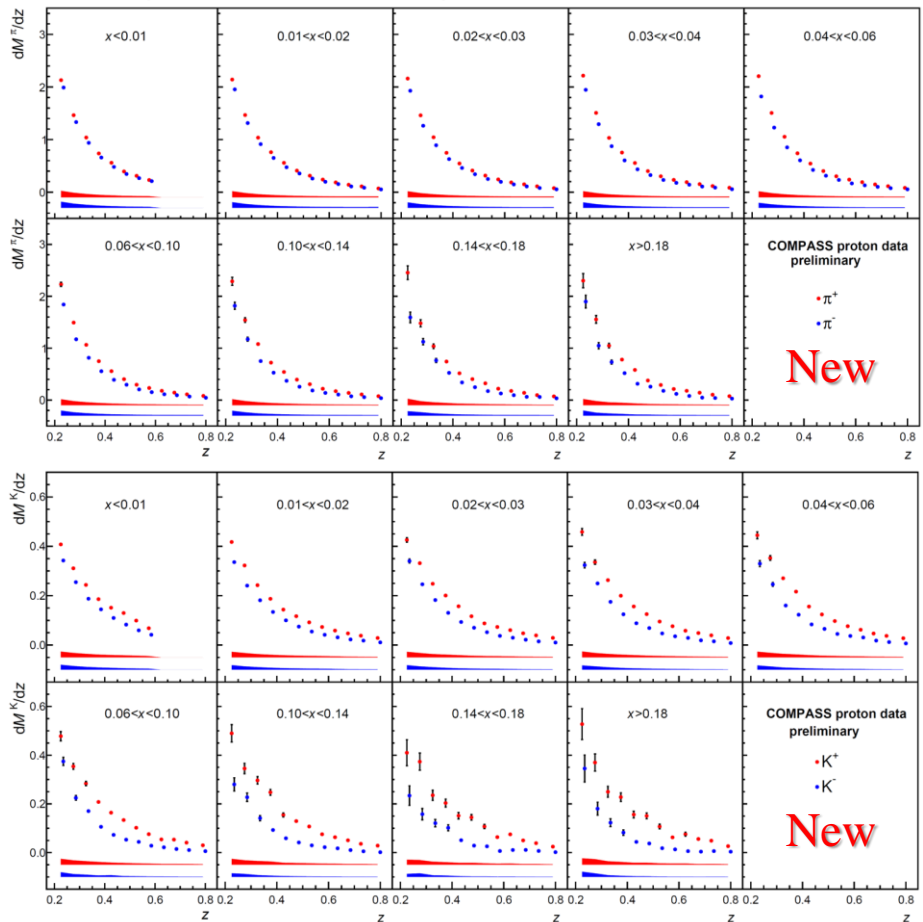 dM^π/dz
3
2
1
0
x<0.01
0.01<x<0.02
0.02<x<0.03
0.03<x<0.04
0.04<x<0.06
dM^π/dz
3
2
1
0
0.06<x<0.10
0.10<x<0.14
0.14<x<0.18
x>0.18
COMPASS proton data
preliminary
π⁺
π⁻
New
0.2 0.4 0.6 0.8
0.2 0.4 0.6 0.8
0.2 0.4 0.6 0.8
0.2 0.4 0.6 0.8
0.2 0.4 0.6 0.8
z z z z z
dM^K/dz
0.6
0.4
0.2
0.0
x<0.01
0.01<x<0.02
0.02<x<0.03
0.03<x<0.04
0.04<x<0.06
dM^K/dz
0.6
0.4
0.2
0.0
0.06<x<0.10
0.10<x<0.14
0.14<x<0.18
x>0.18
COMPASS proton data
preliminary
K⁺
K⁻
New
0.2 0.4 0.6 0.8
0.2 0.4 0.6 0.8
0.2 0.4 0.6 0.8
0.2 0.4 0.6 0.8
0.2 0.4 0.6 0.8
z z z z z